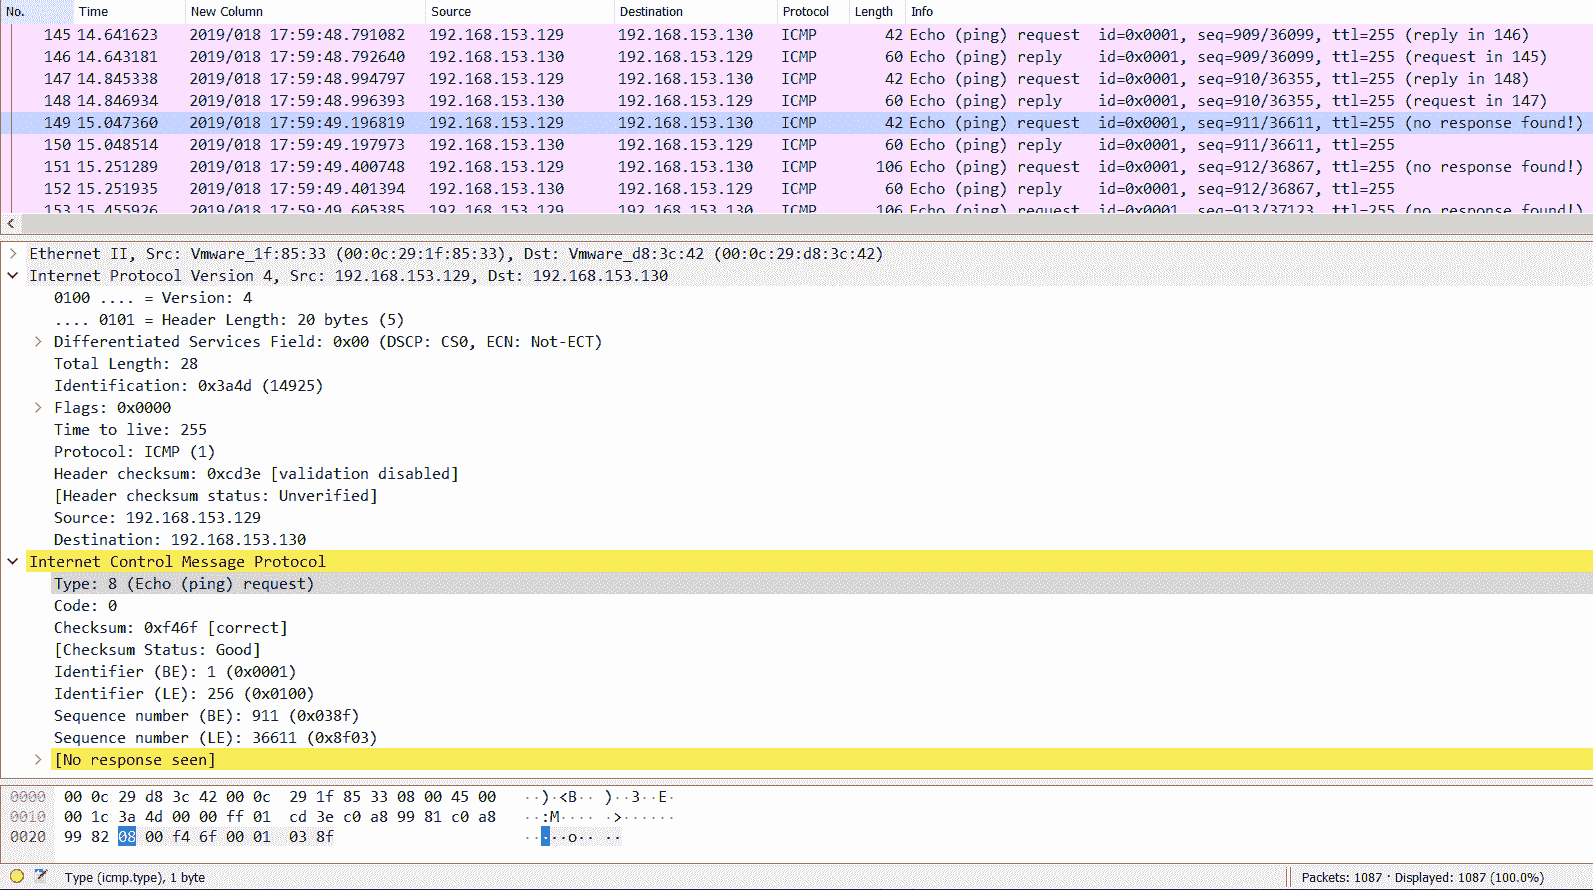 No. Time New Column Source Destination Protocol Length Info
145 14.641623 2019/018 17:59:48.791082 192.168.153.129 192.168.153.130 ICMP 42 Echo (ping) request id=0x0001, seq=909/36099, ttl=255 (reply in 146)
146 14.643181 2019/018 17:59:48.792640 192.168.153.130 192.168.153.129 ICMP 60 Echo (ping) reply id=0x0001, seq=909/36099, ttl=255 (request in 145)
147 14.845338 2019/018 17:59:48.994797 192.168.153.129 192.168.153.130 ICMP 42 Echo (ping) request id=0x0001, seq=910/36355, ttl=255 (reply in 148)
148 14.846934 2019/018 17:59:48.996393 192.168.153.130 192.168.153.129 ICMP 60 Echo (ping) reply id=0x0001, seq=910/36355, ttl=255 (request in 147)
149 15.047360 2019/018 17:59:49.196819 192.168.153.129 192.168.153.130 ICMP 42 Echo (ping) request id=0x0001, seq=911/36611, ttl=255 (no response found!)
150 15.048514 2019/018 17:59:49.197973 192.168.153.130 192.168.153.129 ICMP 60 Echo (ping) reply id=0x0001, seq=911/36611, ttl=255
151 15.251289 2019/018 17:59:49.400748 192.168.153.129 192.168.153.130 ICMP 106 Echo (ping) request id=0x0001, seq=912/36867, ttl=255 (no response found!)
152 15.251935 2019/018 17:59:49.401394 192.168.153.130 192.168.153.129 ICMP 60 Echo (ping) reply id=0x0001, seq=912/36867, ttl=255
153 15.455926 2019/018 17:59:49.605385 192.168.153.129 192.168.153.130 ICMP 106 Echo (ping) request id=0x0001, seq=913/37123, ttl=255 (no response found!)
Ethernet II, Src: Vmware_1f:85:33 (00:0c:29:1f:85:33), Dst: Vmware_d8:3c:42 (00:0c:29:d8:3c:42)
Internet Protocol Version 4, Src: 192.168.153.129, Dst: 192.168.153.130
0100 .... = Version: 4
.... 0101 = Header Length: 20 bytes (5)
Differentiated Services Field: 0x00 (DSCP: CS0, ECN: Not-ECT)
Total Length: 28
Identification: 0x3a4d (14925)
Flags: 0x0000
Time to live: 255
Protocol: ICMP (1)
Header checksum: 0xcd3e [validation disabled]
[Header checksum status: Unverified]
Source: 192.168.153.129
Destination: 192.168.153.130
Internet Control Message Protocol
Type: 8 (Echo (ping) request)
Code: 0
Checksum: 0xf46f [correct]
[Checksum Status: Good]
Identifier (BE): 1 (0x0001)
Identifier (LE): 256 (0x0100)
Sequence number (BE): 911 (0x038f)
Sequence number (LE): 36611 (0x8f03)
[No response seen]
0000 00 0c 29 d8 3c 42 00 0c 29 1f 85 33 08 00 45 00 ··)·<B·· )··3··E·
0010 00 1c 3a 4d 00 00 ff 01 cd 3e c0 a8 99 81 c0 a8 ··:M···· ·>······
0020 99 82 08 00 f4 6f 00 01 03 8f ·····o·· ··
Type (icmp.type), 1 byte
Packets: 1087 · Displayed: 1087 (100.0%)